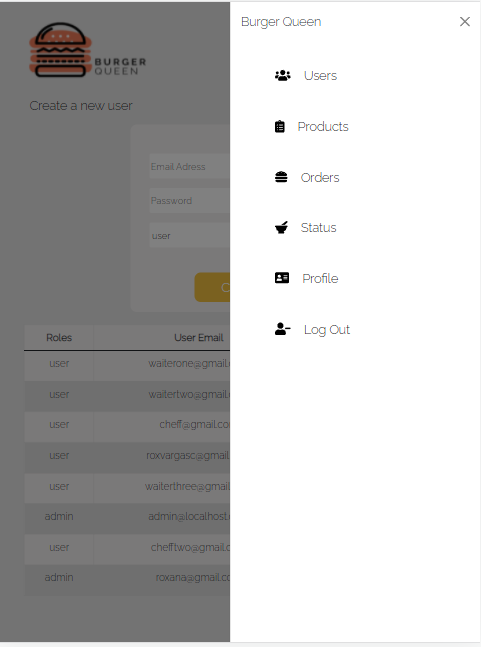 BURGER
QUEEN
Burger Queen
Create a new user
Email Adress
Password
user
Users
Products
Orders
Status
Profile
Log Out
Roles User Email
user waiterone@gmail.
user waitertwo@gmail.
user cheff@gmail.co
user roxvargasc@gmail
user waiterthree@gmail
admin admin@localhost.
user chefftwo@gmail.c
admin roxana@gmail.co